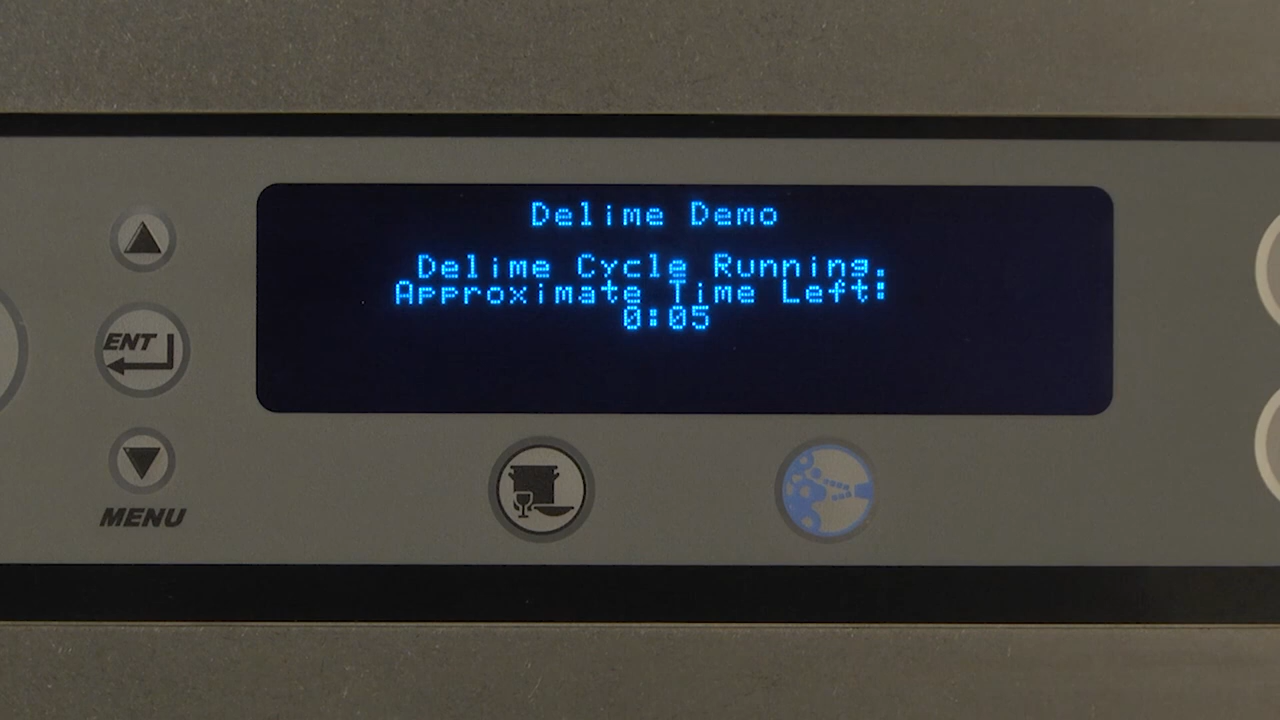 Delime Demo
Delime Cycle Running.
Approximate Time Left:
0:05
ENT
MENU